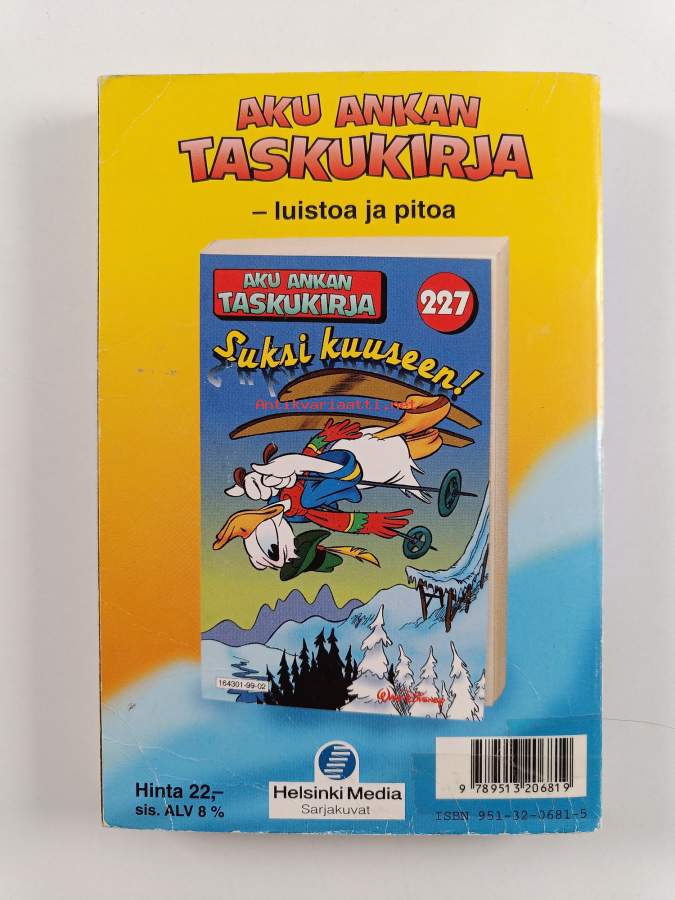 AKU ANKAN
TASKUKIRJA
– luistoa ja pitoa
AKU ANKAN
TASKUKIRJA
227
Suksi kuuseen!
Antikvariaatti.net
164301-99-02
WALT DISNEY
Hinta 22,–
sis. ALV 8 %
Helsinki Media
Sarjakuvat
9 789513 206819
ISBN 951-32-0681-5